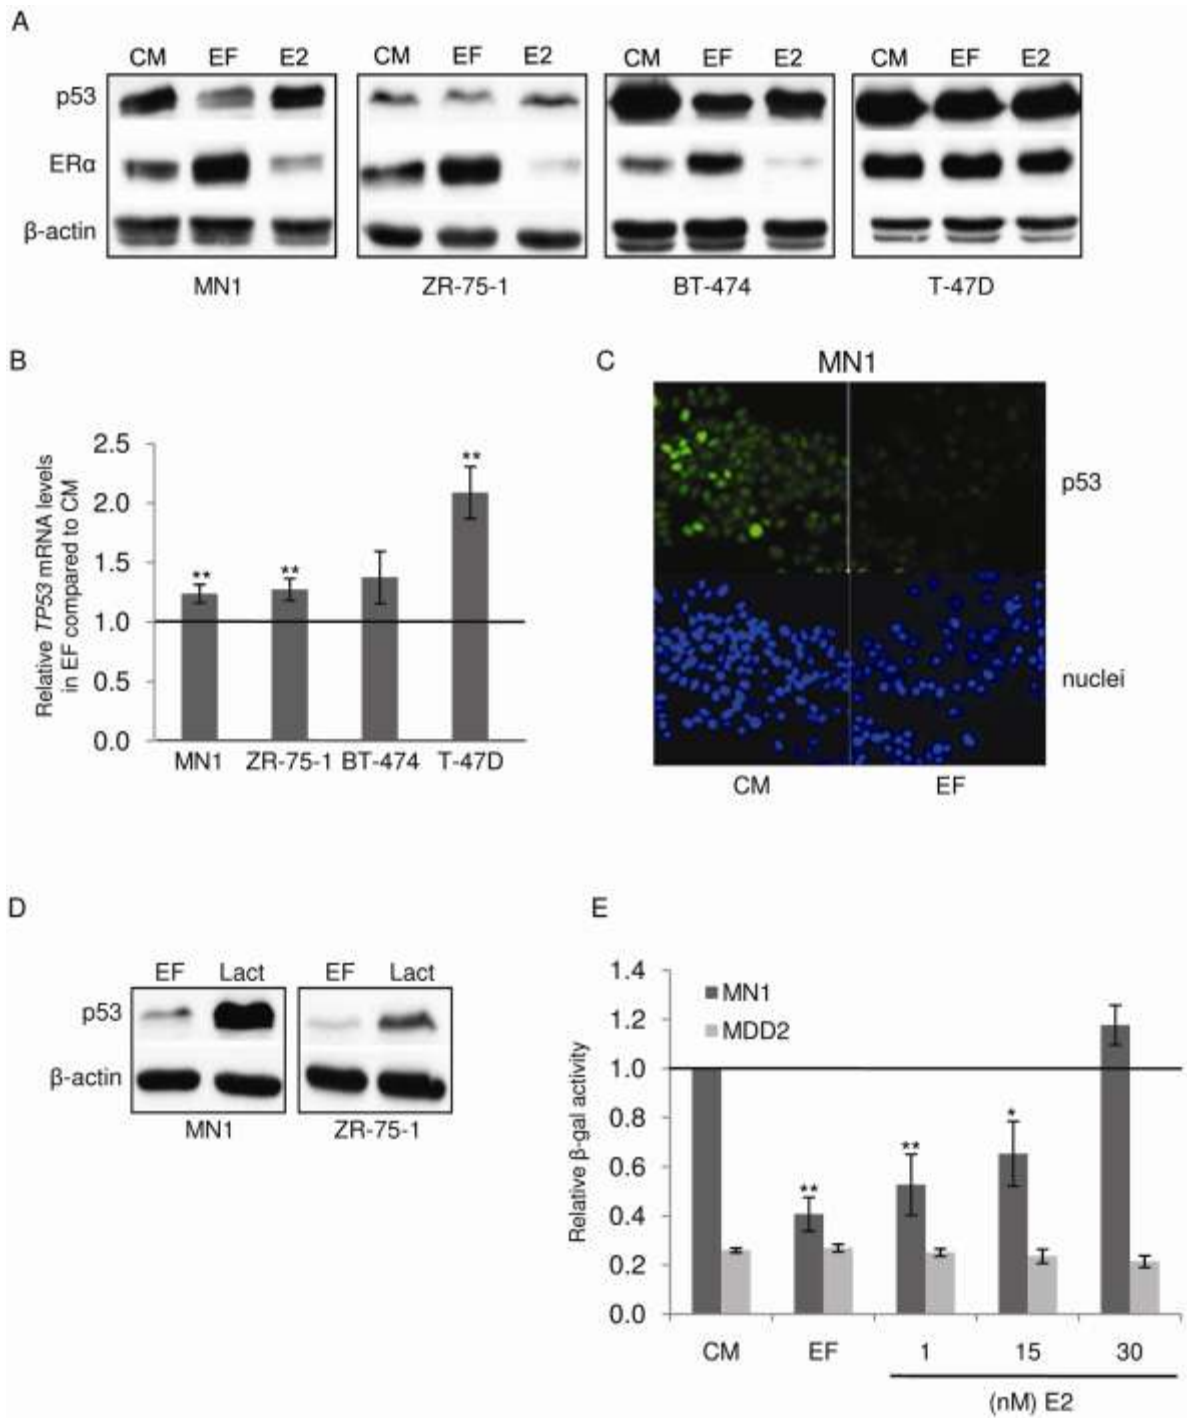 A
CM EF E2 CM EF E2 CM EF E2 CM EF E2
p53
ERα
β-actin
MN1 ZR-75-1 BT-474 T-47D
B
Relative TP53 mRNA levels
in EF compared to CM
2.5
2.0
1.5
1.0
0.5
0.0
** ** **
MN1 ZR-75-1 BT-474 T-47D
C
MN1
p53
nuclei
CM EF
D
EF Lact EF Lact
p53
β-actin
MN1 ZR-75-1
E
Relative β-gal activity
1.4
1.2
1.0
0.8
0.6
0.4
0.2
0.0
MN1
MDD2
** ** *
CM EF 1 15 30
(nM) E2